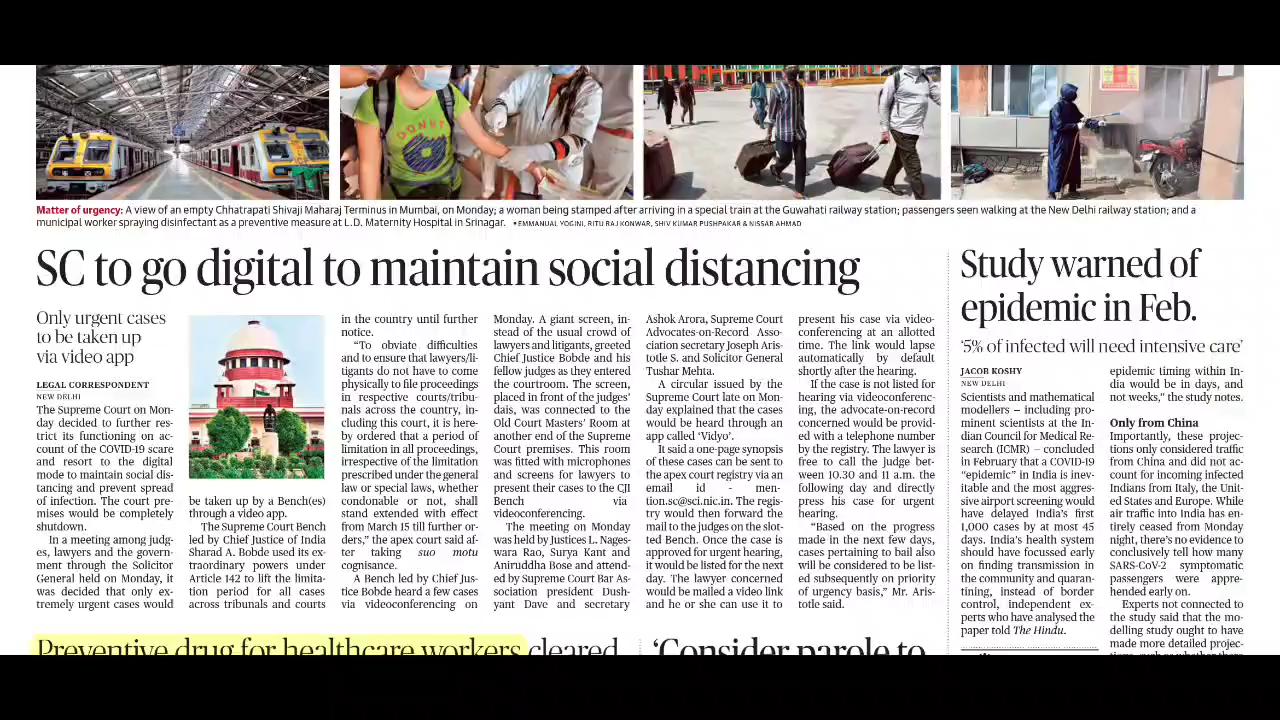 DONUT
Matter of urgency: A view of an empty Chhatrapati Shivaji Maharaj Terminus in Mumbai, on Monday; a woman being stamped after arriving in a special train at the Guwahati railway station; passengers seen walking at the New Delhi railway station; and a
municipal worker spraying disinfectant as a preventive measure at L.D. Maternity Hospital in Srinagar. • EMMANUAL YOGINI, RITU RAJ KONWAR, SHIV KUMAR PUSHPAKAR & NISSAR AHMAD
SC to go digital to maintain social distancing
Only urgent cases
to be taken up
via video app
LEGAL CORRESPONDENT
NEW DELHI
The Supreme Court on Mon-
day decided to further res-
trict its functioning on ac-
count of the COVID-19 scare
and resort to the digital
mode to maintain social dis-
tancing and prevent spread
of infection. The court pre-
mises would be completely
shutdown.
In a meeting among judg-
es, lawyers and the govern-
ment through the Solicitor
General held on Monday, it
was decided that only ex-
tremely urgent cases would
be taken up by a Bench(es)
through a video app.
The Supreme Court Bench
led by Chief Justice of India
Sharad A. Bobde used its ex-
traordinary powers under
Article 142 to lift the limita-
tion period for all cases
across tribunals and courts
in the country until further
notice.
“To obviate difficulties
and to ensure that lawyers/li-
tigants do not have to come
physically to file proceedings
in respective courts/tribu-
nals across the country, in-
cluding this court, it is here-
by ordered that a period of
limitation in all proceedings,
irrespective of the limitation
prescribed under the general
law or special laws, whether
condonable or not, shall
stand extended with effect
from March 15 till further or-
ders,” the apex court said af-
ter taking suo motu
cognisance.
A Bench led by Chief Jus-
tice Bobde heard a few cases
via videoconferencing on
Monday. A giant screen, in-
stead of the usual crowd of
lawyers and litigants, greeted
Chief Justice Bobde and his
fellow judges as they entered
the courtroom. The screen,
placed in front of the judges’
dais, was connected to the
Old Court Masters’ Room at
another end of the Supreme
Court premises. This room
was fitted with microphones
and screens for lawyers to
present their cases to the CJI
Bench via
videoconferencing.
The meeting on Monday
was held by Justices L. Nages-
wara Rao, Surya Kant and
Aniruddha Bose and attend-
ed by Supreme Court Bar As-
sociation president Dush-
yant Dave and secretary
Ashok Arora, Supreme Court
Advocates-on-Record Asso-
ciation secretary Joseph Aris-
totle S. and Solicitor General
Tushar Mehta.
A circular issued by the
Supreme Court late on Mon-
day explained that the cases
would be heard through an
app called ‘Vidyo’.
It said a one-page synopsis
of these cases can be sent to
the apex court registry via an
email id - men-
tion.sc@sci.nic.in. The regis-
try would then forward the
mail to the judges on the slot-
ted Bench. Once the case is
approved for urgent hearing,
it would be listed for the next
day. The lawyer concerned
would be mailed a video link
and he or she can use it to
present his case via video-
conferencing at an allotted
time. The link would lapse
automatically by default
shortly after the hearing.
If the case is not listed for
hearing via videoconferenc-
ing, the advocate-onrecord
concerned would be provid-
ed with a telephone number
by the registry. The lawyer is
free to call the judge bet-
ween 10.30 and 11 a.m. the
following day and directly
press his case for urgent
hearing.
“Based on the progress
made in the next few days,
cases pertaining to bail also
will be considered to be list-
ed subsequently on priority
of urgency basis,” Mr. Aris-
totle said.
Study warned of
epidemic in Feb.
‘5% of infected will need intensive care’
JACOB KOSHY
NEW DELHI
Scientists and mathematical
modellers – including pro-
minent scientists at the In-
dian Council for Medical Re-
search (ICMR) – concluded
in February that a COVID-19
“epidemic” in India is inev-
itable and the most aggres-
sive airport screening would
have delayed India’s first
1,000 cases by at most 45
days. India’s health system
should have focussed early
on finding transmission in
the community and quaran-
tining, instead of border
control, independent ex-
perts who have analysed the
paper told The Hindu.
epidemic timing within In-
dia would be in days, and
not weeks,” the study notes.
Only from China
Importantly, these projec-
tions only considered traffic
from China and did not ac-
count for incoming infected
Indians from Italy, the Unit-
ed States and Europe. While
air traffic into India has en-
tirely ceased from Monday
night, there’s no evidence to
conclusively tell how many
SARS-CoV-2 symptomatic
passengers were appre-
hended early on.
Experts not connected to
the study said that the mo-
delling study ought to have
made more detailed projec-
Preventive drug for healthcare workers cleared
‘Consider parole to